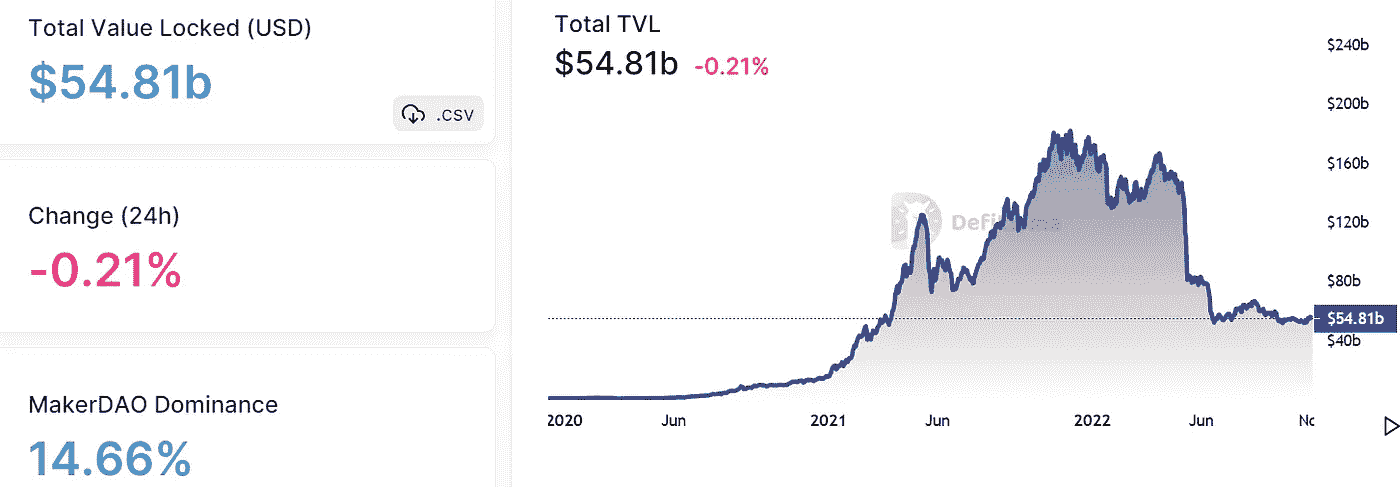 Total Value Locked (USD)
$54.81b
.CSV
Change (24h)
-0.21%
MakerDAO Dominance
14.66%
Total TVL
$54.81b -0.21%
$240b
$200b
$160b
$120b
$80b
$54.81b
$40b
2020 Jun 2021 Jun 2022 Jun